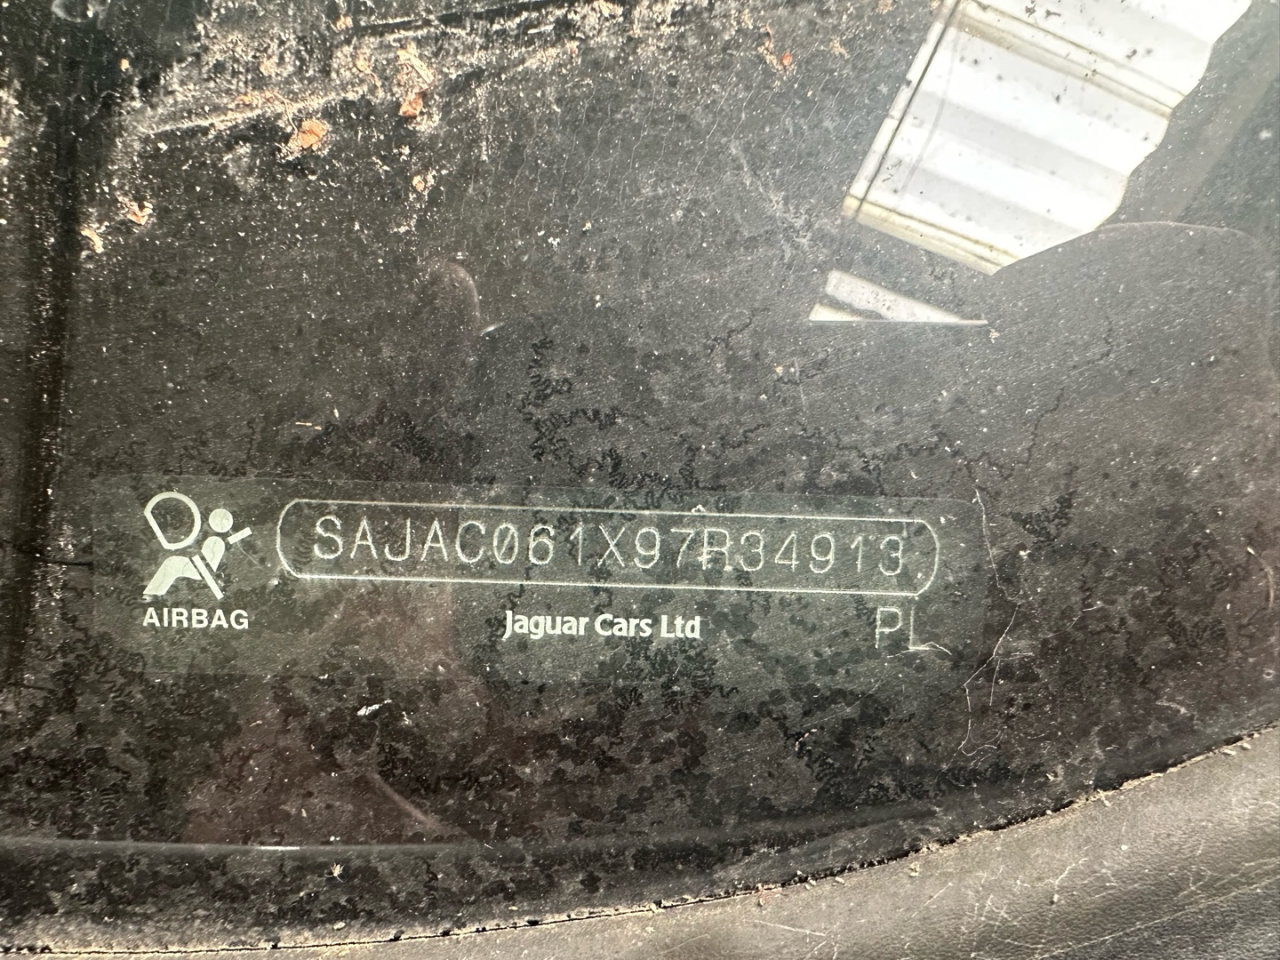 SAJAC061X97R34913
AIRBAG
Jaguar Cars Ltd
PL